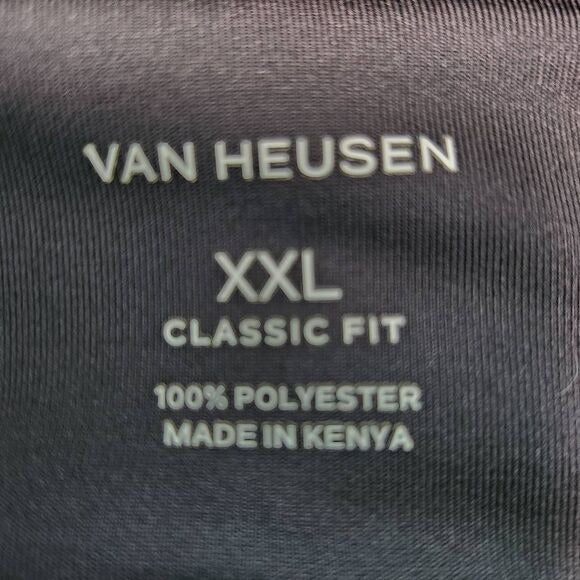 VAN HEUSEN
XXL
CLASSIC FIT
100% POLYESTER
MADE IN KENYA